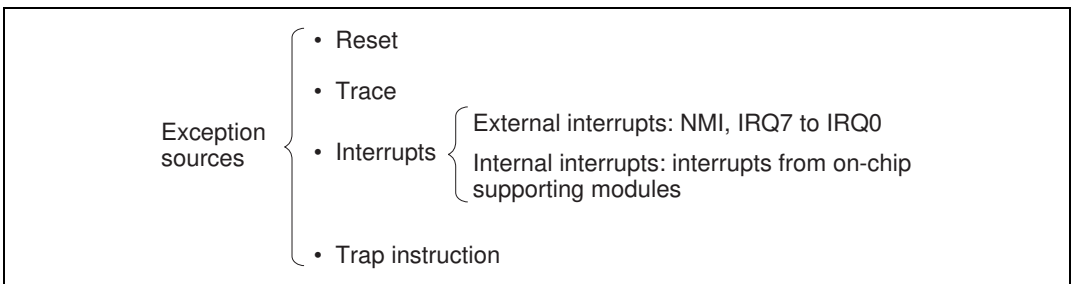 Exception
sources
• Reset
• Trace
• Interrupts
External interrupts: NMI, IRQ7 to IRQ0
Internal interrupts: interrupts from on-chip
supporting modules
• Trap instruction